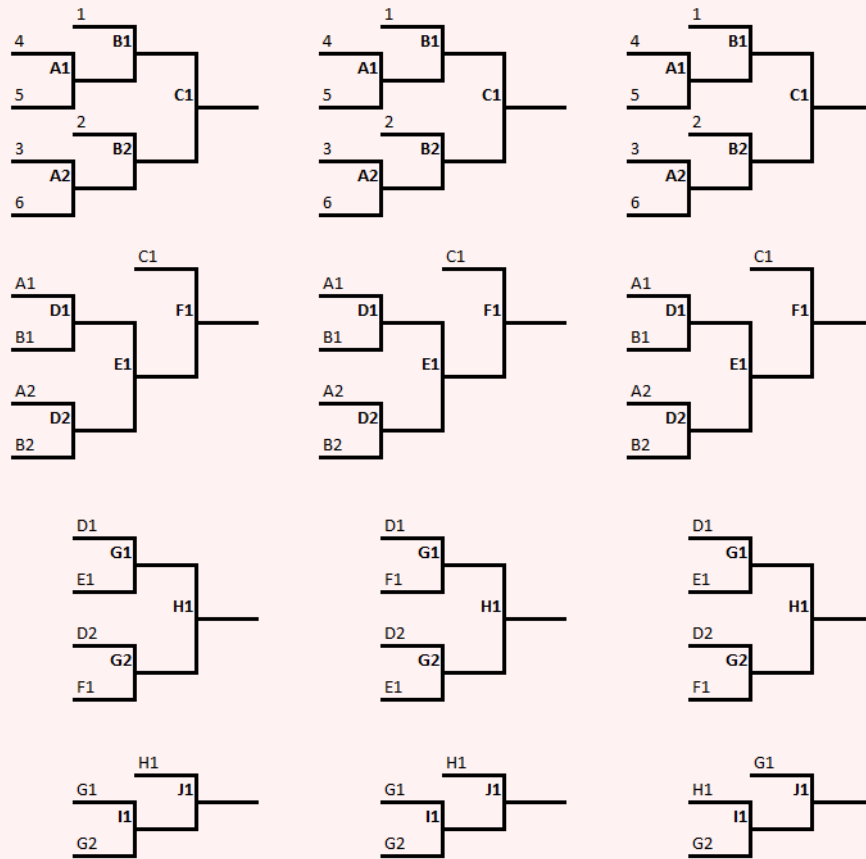 1 1 1
4 B1 4 B1 4 B1
A1 A1 A1
5 C1 5 C1 5 C1
2 2 2
3 B2 3 B2 3 B2
A2 A2 A2
6 6 6
C1 C1 C1
A1 A1 A1
D1 F1 D1 F1 D1 F1
B1 B1 B1
E1 E1 E1
A2 A2 A2
D2 D2 D2
B2 B2 B2
D1 D1 D1
G1 G1 G1
E1 F1 E1
H1 H1 H1
D2 D2 D2
G2 G2 G2
F1 E1 F1
H1 H1 G1
G1 J1 G1 J1 H1 J1
I1 I1 I1
G2 G2 G2